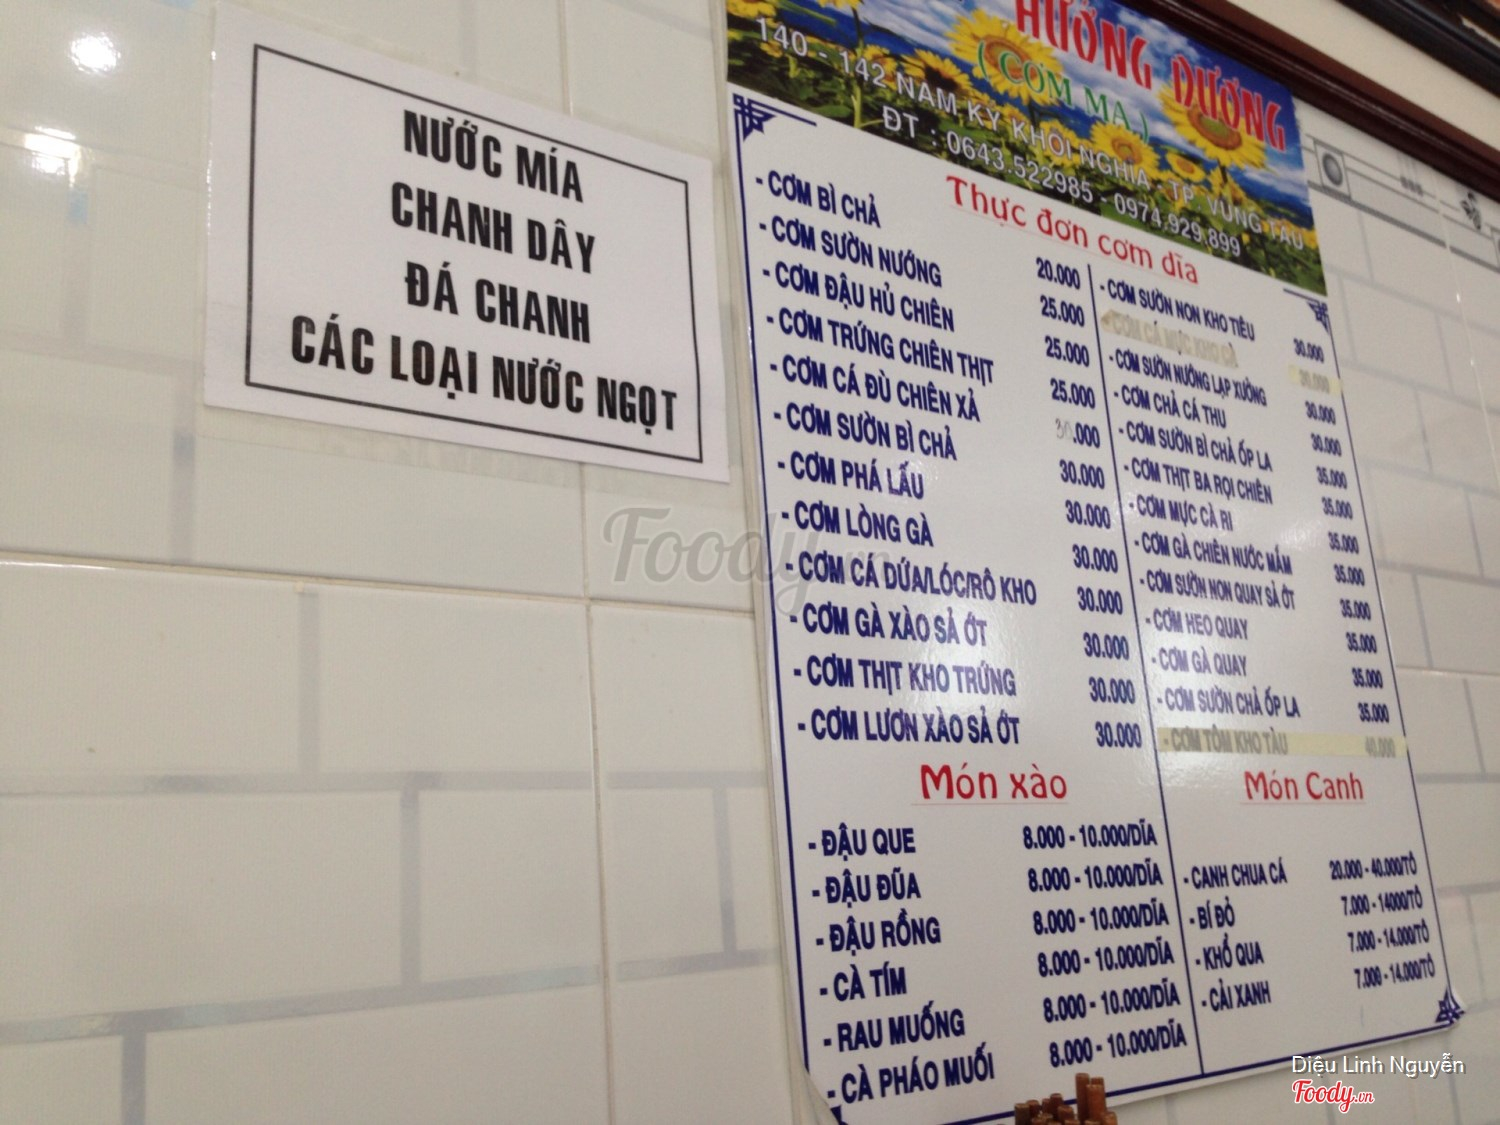 NƯỚC MÍA
CHANH DÂY
ĐÁ CHANH
CÁC LOẠI NƯỚC NGỌT
HƯỚNG DƯƠNG
( CƠM MA )
140 - 142 NAM KỲ KHỞI NGHĨA - TP. VŨNG TÀU
ĐT : 0643.522985 - 0974.929.899
Thực đơn cơm dĩa
- CƠM BÌ CHẢ 20.000
- CƠM SƯỜN NƯỚNG 25.000
- CƠM ĐẬU HỦ CHIÊN 25.000
- CƠM TRỨNG CHIÊN THỊT 25.000
- CƠM CÁ ĐÙ CHIÊN XẢ 30.000
- CƠM SƯỜN BÌ CHẢ 30.000
- CƠM PHÁ LẤU 30.000
- CƠM LÒNG GÀ 30.000
- CƠM CÁ DỨA/LÓC/RÔ KHO 30.000
- CƠM GÀ XÀO SẢ ỚT 30.000
- CƠM THỊT KHO TRỨNG 30.000
- CƠM LƯƠN XÀO SẢ ỚT 30.000
- CƠM SƯỜN NON KHO TIÊU 30.000
CƠM CÁ MỰC KHO 30.000
- CƠM SƯỜN NƯỚNG LẠP XƯỞNG 30.000
- CƠM CHẢ CÁ THU 30.000
- CƠM SƯỜN BÌ CHẢ ỐP LA 35.000
- CƠM THỊT BA RỌI CHIÊN 35.000
- CƠM MỰC CÀ RI 35.000
- CƠM GÀ CHIÊN NƯỚC MẮM 35.000
- CƠM SƯỜN NON QUAY SẢ ỚT 35.000
- CƠM HEO QUAY 35.000
- CƠM GÀ QUAY 35.000
- CƠM SƯỜN CHẢ ỐP LA 35.000
- CƠM TÔM KHO TÀU 40.000
Món xào
- ĐẬU QUE 8.000 - 10.000/DĨA
- ĐẬU ĐŨA 8.000 - 10.000/DĨA
- ĐẬU RỒNG 8.000 - 10.000/DĨA
- CÀ TÍM 8.000 - 10.000/DĨA
- RAU MUỐNG 8.000 - 10.000/DĨA
- CÀ PHÁO MUỐI 8.000 - 10.000/DĨA
Món Canh
- CANH CHUA CÁ 20.000 - 40.000/TÔ
- BÍ ĐỎ 7.000 - 14000/TÔ
- KHỔ QUA 7.000 - 14.000/TÔ
- CẢI XANH 7.000 - 14.000/TÔ
Foody.vn
Diệu Linh Nguyễn
Foody.vn